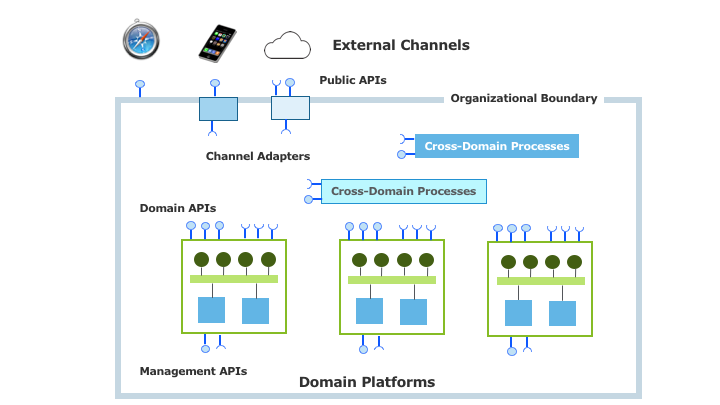 External Channels
Public APIs
Organizational Boundary
Cross-Domain Processes
Channel Adapters
Cross-Domain Processes
Domain APIs
Management APIs
Domain Platforms